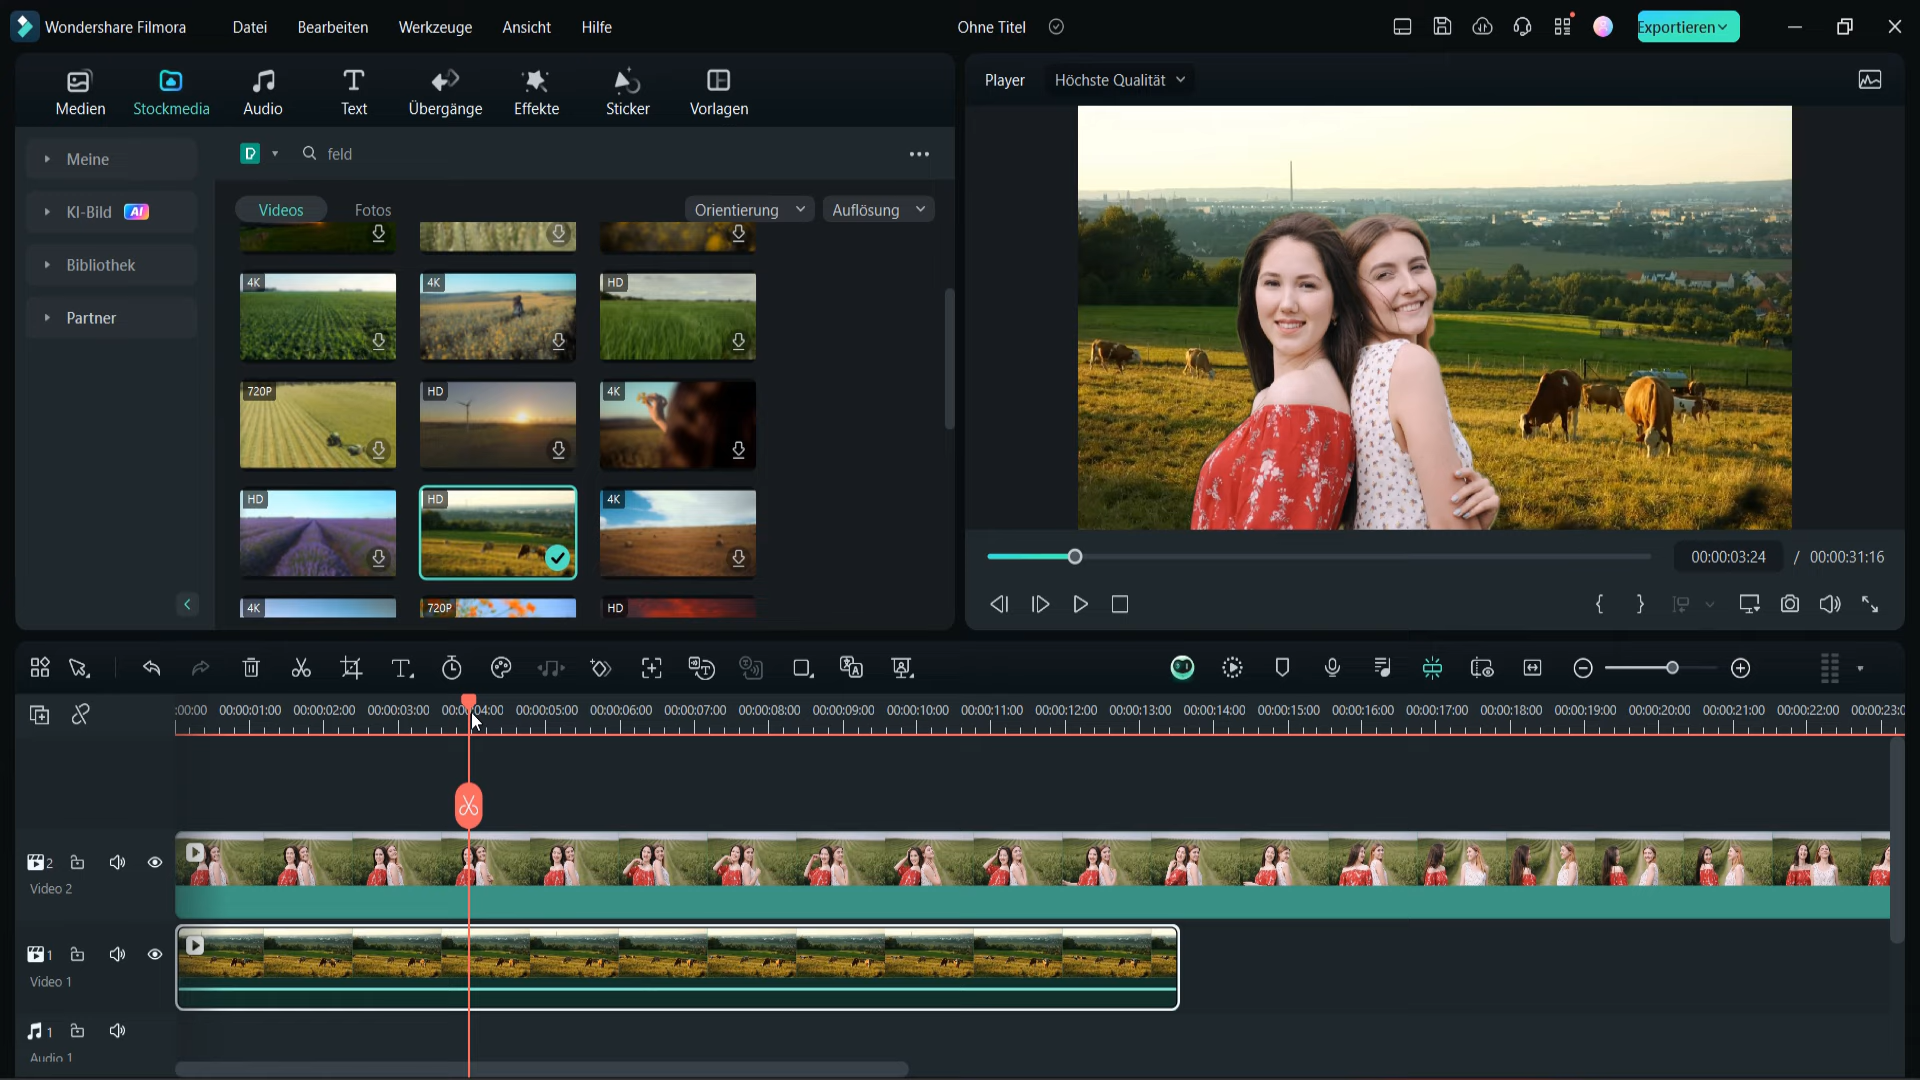 Wondershare Filmora
Datei
Bearbeiten
Werkzeuge
Ansicht
Hilfe
Ohne Titel
Exportieren
Medien
Stockmedia
Audio
Text
Übergänge
Effekte
Sticker
Vorlagen
Player
Höchste Qualität
Meine
KI-Bild AI
Bibliothek
Partner
feld
Videos
Fotos
Orientierung
Auflösung
4K
4K
HD
720P
HD
4K
HD
HD
4K
4K
720P
HD
00:00:03:24 / 00:00:31:16
:00:00 00:00:01:00 00:00:02:00 00:00:03:00 00:00:04:00 00:00:05:00 00:00:06:00 00:00:07:00 00:00:08:00 00:00:09:00 00:00:10:00 00:00:11:00 00:00:12:00 00:00:13:00 00:00:14:00 00:00:15:00 00:00:16:00 00:00:17:00 00:00:18:00 00:00:19:00 00:00:20:00 00:00:21:00 00:00:22:00 00:00:23:0
2
Video 2
1
Video 1
1
Audio 1